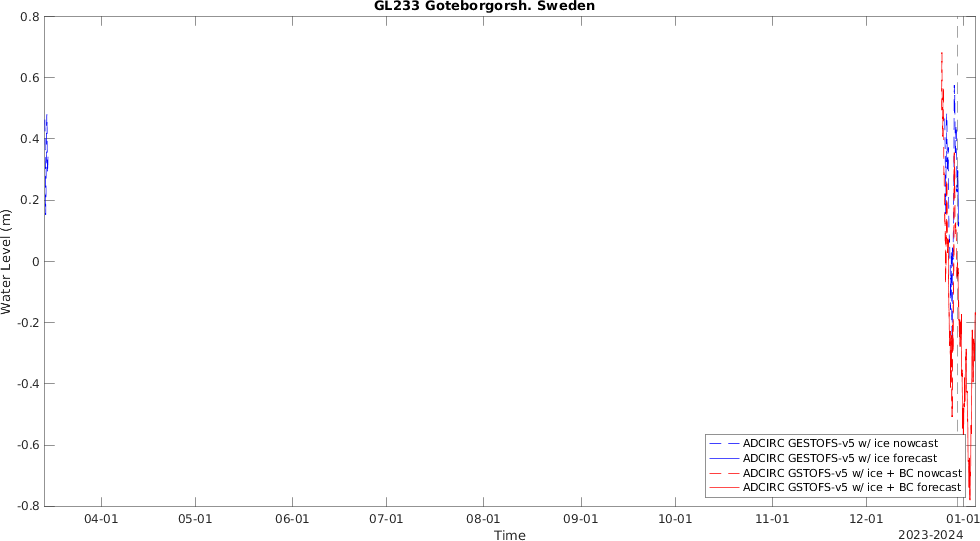 GL233 Goteborgorsh. Sweden
0.8
0.6
0.4
0.2
0
-0.2
-0.4
-0.6
-0.8
Water Level (m)
04-01 05-01 06-01 07-01 08-01 09-01 10-01 11-01 12-01 01-01
Time
2023-2024
ADCIRC GESTOFS-v5 w/ ice nowcast
ADCIRC GESTOFS-v5 w/ ice forecast
ADCIRC GSTOFS-v5 w/ ice + BC nowcast
ADCIRC GSTOFS-v5 w/ ice + BC forecast